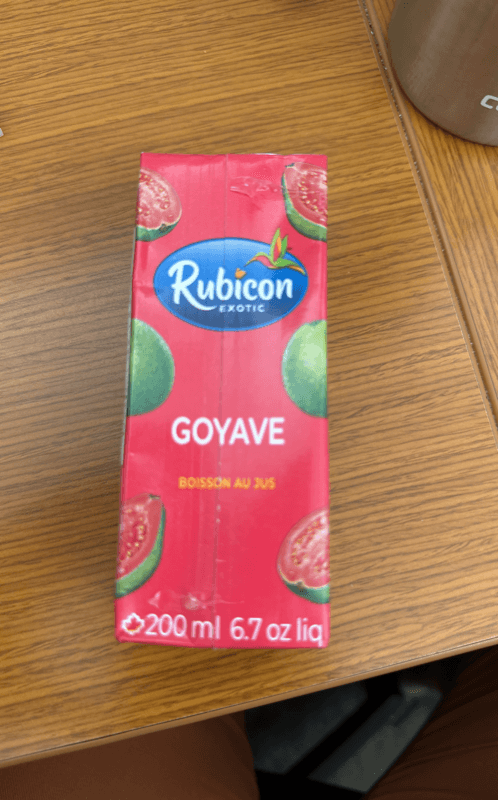 Rubicon
EXOTIC
GOYAVE
BOISSON AU JUS
200 ml 6.7 oz liq